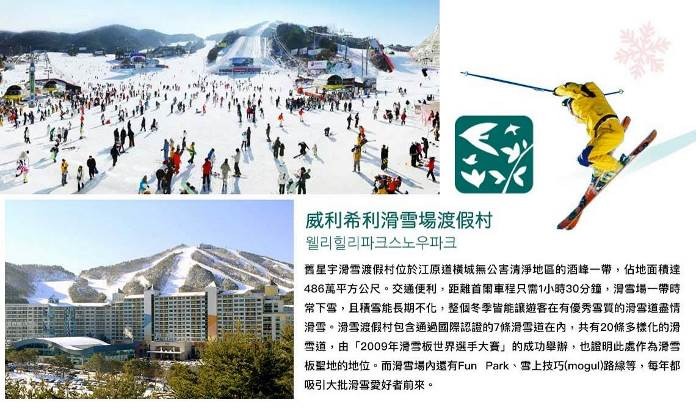 威利希利滑雪場渡假村
웰리힐리파크스노우파크
舊星宇滑雪渡假村位於江原道橫城無公害清淨地區的酒峰一帶，佔地面積達
486萬平方公尺。交通便利，距離首爾車程只需1小時30分鐘，滑雪場一帶時
常下雪，且積雪能長期不化，整個冬季皆能讓遊客在有優秀雪質的滑雪道盡情
滑雪。滑雪渡假村包含通過國際認證的7條滑雪道在內，共有20條多樣化的滑
雪道，由「2009年滑雪板世界選手大賽」的成功舉辦，也證明此處作為滑雪
板聖地的地位。而滑雪場內還有Fun Park、雪上技巧(mogul)路線等，每年都
吸引大批滑雪愛好者前來。